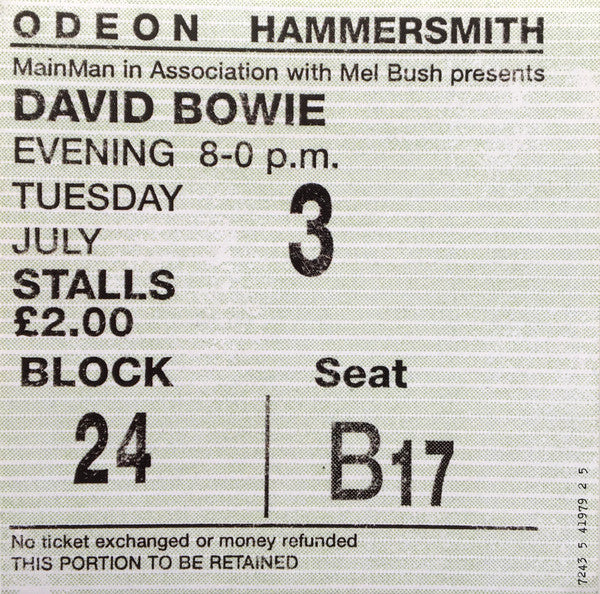 ODEON HAMMERSMITH
MainMan in Association with Mel Bush presents
DAVID BOWIE
EVENING 8-0 p.m.
TUESDAY 3
JULY
STALLS
£2.00
BLOCK Seat
24 B17
No ticket exchanged or money refunded
THIS PORTION TO BE RETAINED
7243 5 41979 2 5